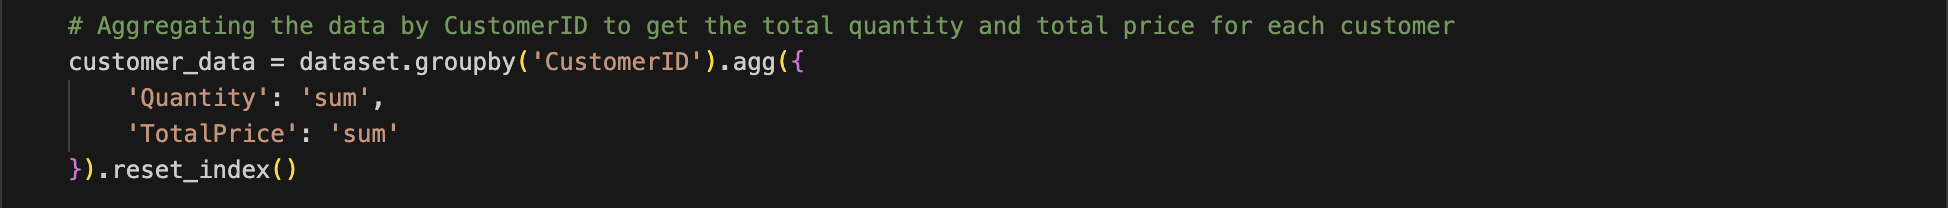 # Aggregating the data by CustomerID to get the total quantity and total price for each customer
customer_data = dataset.groupby('CustomerID').agg({
    'Quantity': 'sum',
    'TotalPrice': 'sum'
}).reset_index()